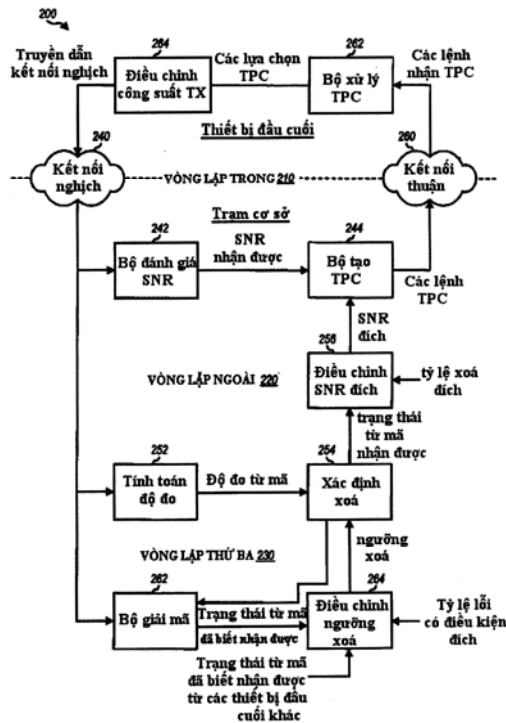 200
Truyền dẫn
kết nối nghịch
264
Điều chỉnh
công suất TX
Các lựa chọn
TPC
262
Bộ xử lý
TPC
Các lệnh
nhận TPC
Thiết bị đầu cuối
240
Kết nối
nghịch
260
Kết nối
thuận
VÒNG LẶP TRONG 210
Trạm cơ sở
242
Bộ đánh giá
SNR
SNR
nhận được
244
Bộ tạo
TPC
Các lệnh
TPC
SNR
đích
256
Điều chỉnh
SNR đích
VÒNG LẶP NGOÀI 220
tỷ lệ xoá
đích
trạng thái
từ mã
nhận được
252
Tính toán
độ đo
Độ đo từ mã
254
Xác định
xoá
ngưỡng
xoá
VÒNG LẶP THỨ BA 230
262
Bộ giải mã
Trạng thái từ mã
đã biết nhận được
264
Điều chỉnh
ngưỡng
xoá
Tỷ lệ lỗi
có điều kiện
đích
Trạng thái từ mã
đã biết nhận được
từ các thiết bị đầu
cuối khác